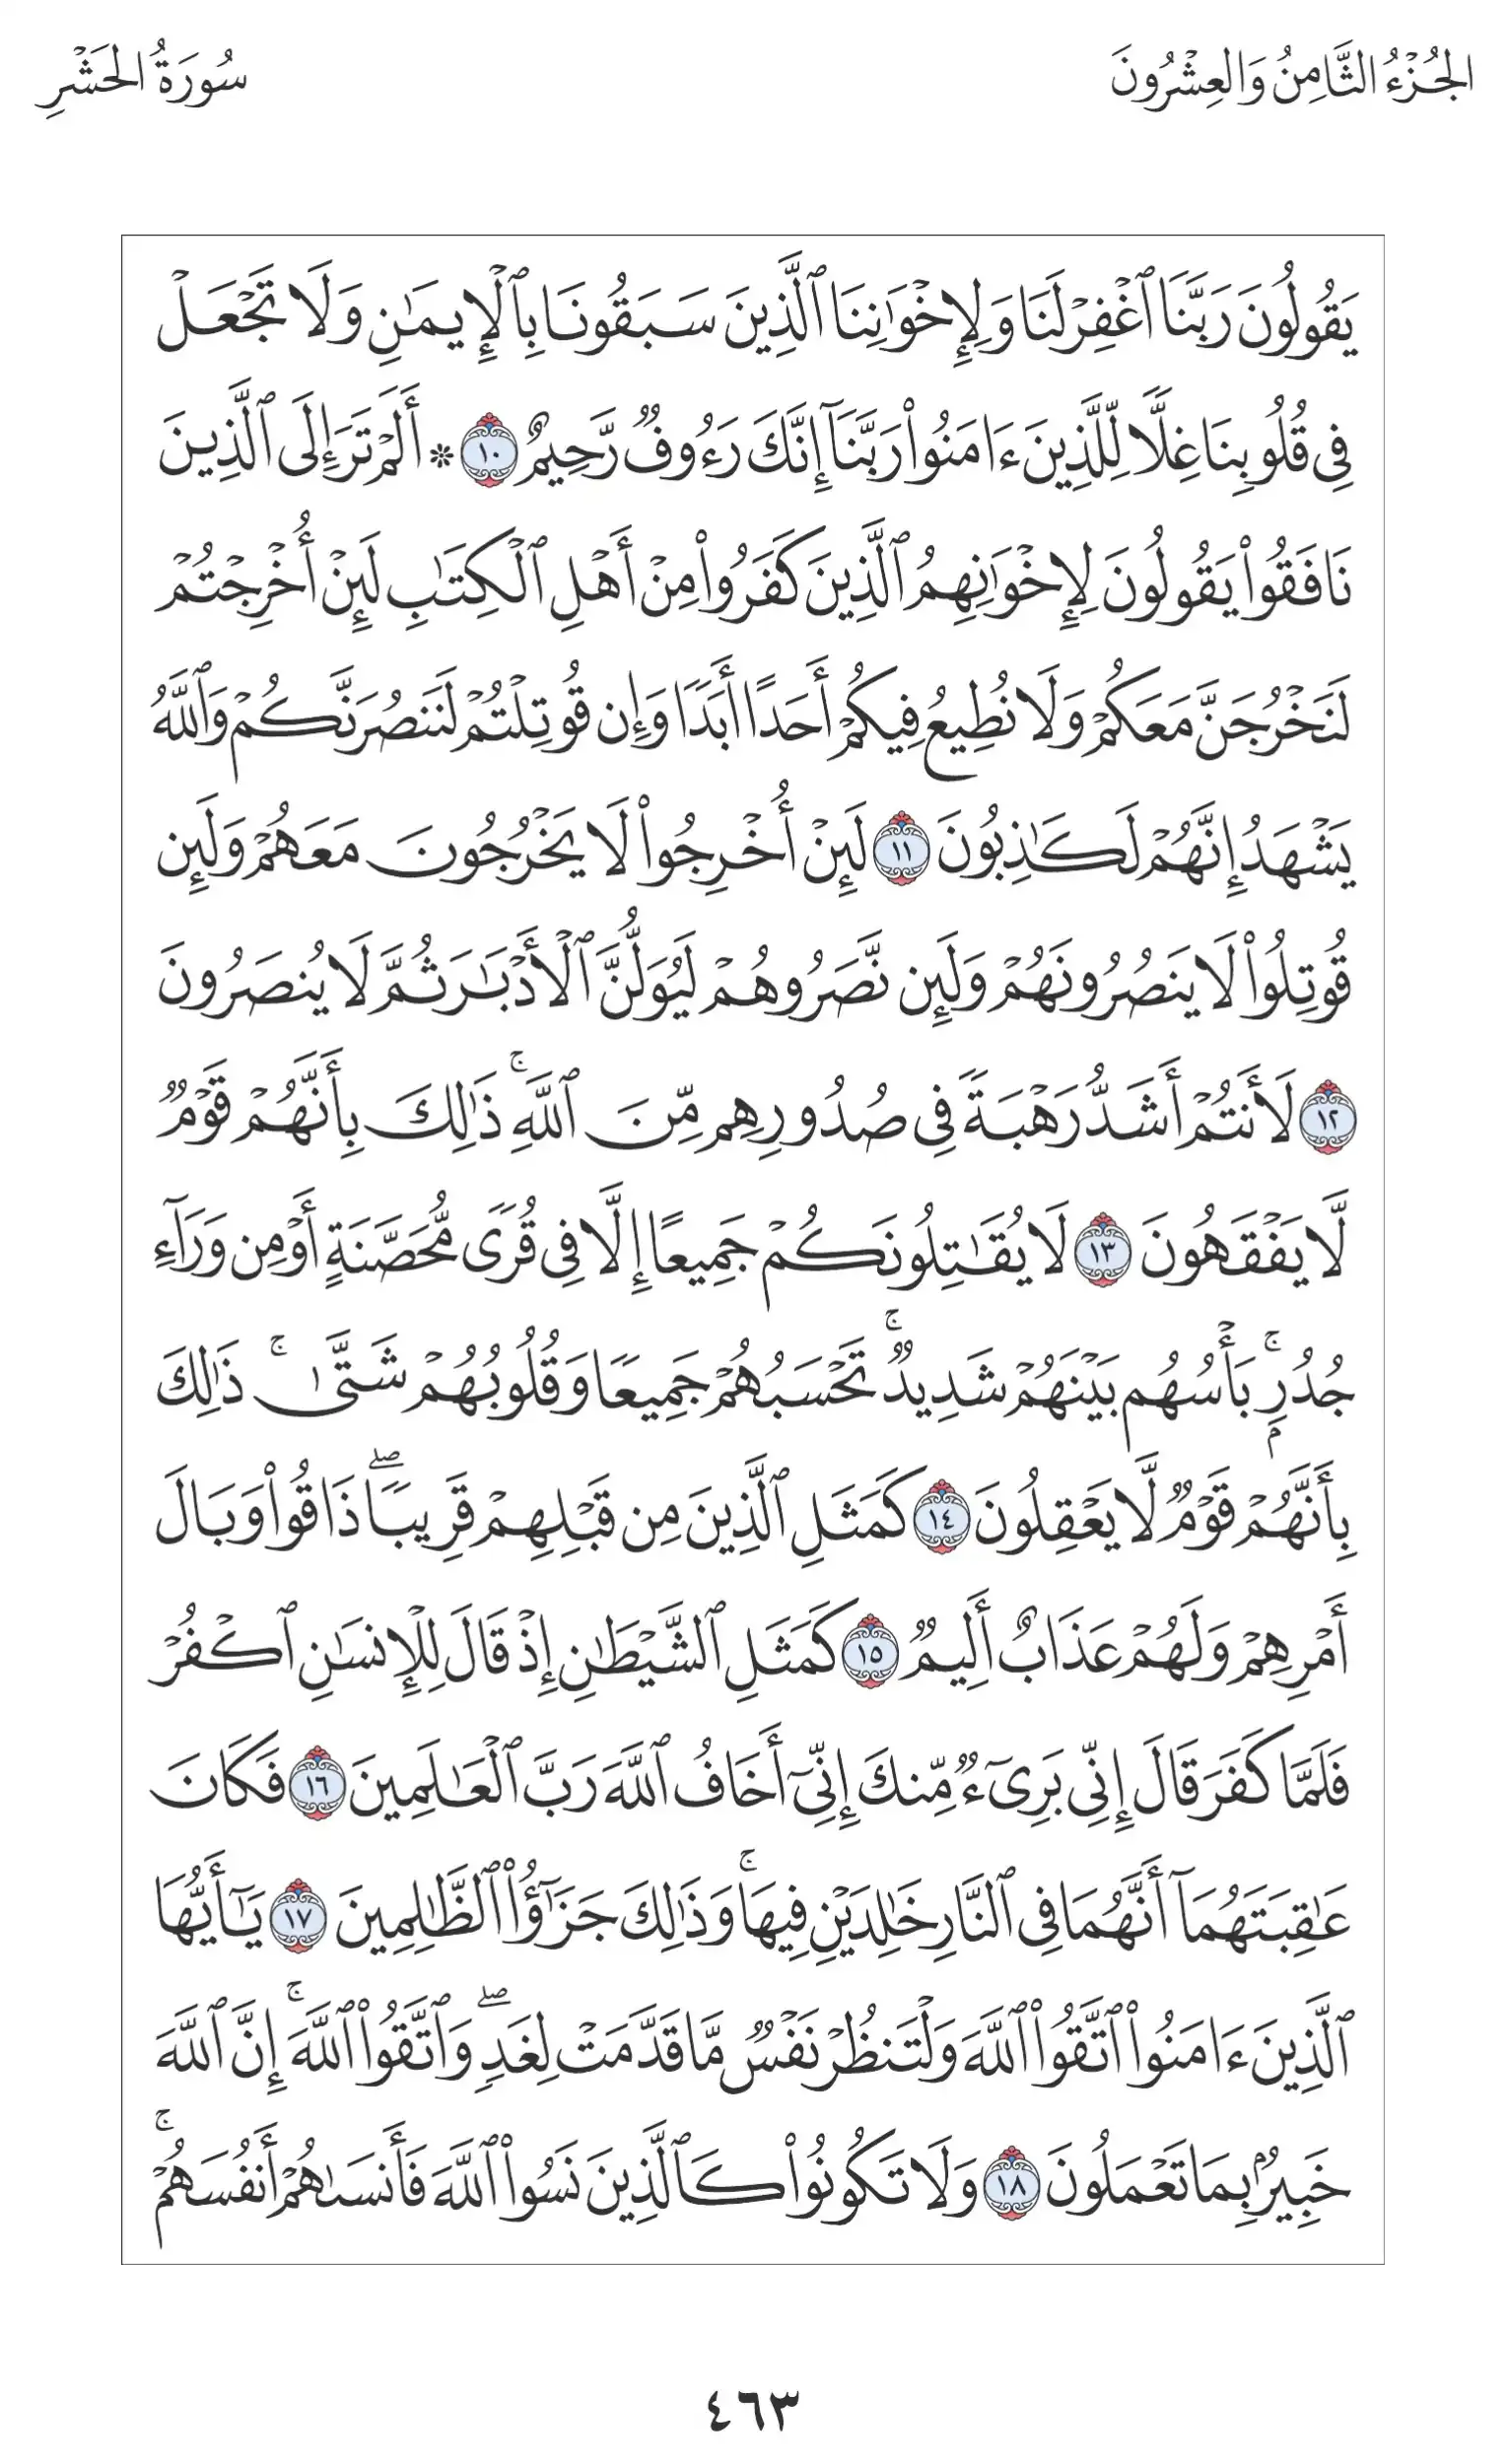 الجُزْءُ الثَّامِنُ وَالعِشْرُونَ
سُورَةُ الحَشْرِ
يَقُولُونَ رَبَّنَا ٱغْفِرْ لَنَا وَلِإِخْوَٰنِنَا ٱلَّذِينَ سَبَقُونَا بِٱلْإِيمَٰنِ وَلَا تَجْعَلْ
فِى قُلُوبِنَا غِلًّا لِّلَّذِينَ ءَامَنُوا۟ رَبَّنَآ إِنَّكَ رَءُوفٌ رَّحِيمٌ ١٠ * أَلَمْ تَرَ إِلَى ٱلَّذِينَ
نَافَقُوا۟ يَقُولُونَ لِإِخْوَٰنِهِمُ ٱلَّذِينَ كَفَرُوا۟ مِنْ أَهْلِ ٱلْكِتَٰبِ لَئِنْ أُخْرِجْتُمْ
لَنَخْرُجَنَّ مَعَكُمْ وَلَا نُطِيعُ فِيكُمْ أَحَدًا أَبَدًا وَإِن قُوتِلْتُمْ لَنَنصُرَنَّكُمْ وَٱللَّهُ
يَشْهَدُ إِنَّهُمْ لَكَٰذِبُونَ ١١ لَئِنْ أُخْرِجُوا۟ لَا يَخْرُجُونَ مَعَهُمْ وَلَئِن
قُوتِلُوا۟ لَا يَنصُرُونَهُمْ وَلَئِن نَّصَرُوهُمْ لَيُوَلُّنَّ ٱلْأَدْبَٰرَ ثُمَّ لَا يُنصَرُونَ
١٢ لَأَنتُمْ أَشَدُّ رَهْبَةً فِى صُدُورِهِم مِّنَ ٱللَّهِ ۚ ذَٰلِكَ بِأَنَّهُمْ قَوْمٌ
لَّا يَفْقَهُونَ ١٣ لَا يُقَٰتِلُونَكُمْ جَمِيعًا إِلَّا فِى قُرًى مُّحَصَّنَةٍ أَوْ مِن وَرَآءِ
جُدُرٍۭ ۚ بَأْسُهُم بَيْنَهُمْ شَدِيدٌ ۚ تَحْسَبُهُمْ جَمِيعًا وَقُلُوبُهُمْ شَتَّىٰ ۚ ذَٰلِكَ
بِأَنَّهُمْ قَوْمٌ لَّا يَعْقِلُونَ ١٤ كَمَثَلِ ٱلَّذِينَ مِن قَبْلِهِمْ قَرِيبًا ۖ ذَاقُوا۟ وَبَالَ
أَمْرِهِمْ وَلَهُمْ عَذَابٌ أَلِيمٌ ١٥ كَمَثَلِ ٱلشَّيْطَٰنِ إِذْ قَالَ لِلْإِنسَٰنِ ٱكْفُرْ
فَلَمَّا كَفَرَ قَالَ إِنِّى بَرِىٓءٌ مِّنكَ إِنِّىٓ أَخَافُ ٱللَّهَ رَبَّ ٱلْعَٰلَمِينَ ١٦ فَكَانَ
عَٰقِبَتَهُمَآ أَنَّهُمَا فِى ٱلنَّارِ خَٰلِدَيْنِ فِيهَا ۚ وَذَٰلِكَ جَزَٰٓؤُا۟ ٱلظَّٰلِمِينَ ١٧ يَٰٓأَيُّهَا
ٱلَّذِينَ ءَامَنُوا۟ ٱتَّقُوا۟ ٱللَّهَ وَلْتَنظُرْ نَفْسٌ مَّا قَدَّمَتْ لِغَدٍ ۖ وَٱتَّقُوا۟ ٱللَّهَ ۚ إِنَّ ٱللَّهَ
خَبِيرٌۢ بِمَا تَعْمَلُونَ ١٨ وَلَا تَكُونُوا۟ كَٱلَّذِينَ نَسُوا۟ ٱللَّهَ فَأَنسَىٰهُمْ أَنفُسَهُمْ ۚ
٤٦٣